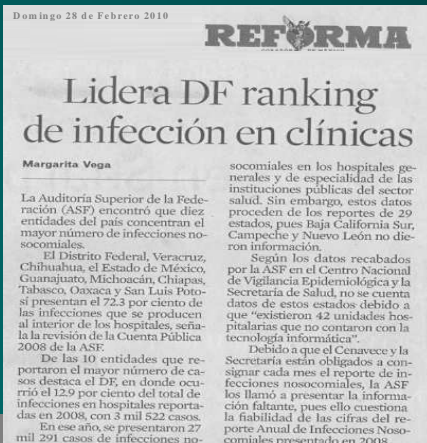 Domingo 28 de Febrero 2010
REFORMA
Lidera DF ranking
de infección en clínicas
Margarita Vega
La Auditoría Superior de la Fede-
ración (ASF) encontró que diez
entidades del país concentran el
mayor número de infecciones no-
socomiales.
El Distrito Federal, Veracruz,
Chihuahua, el Estado de México,
Guanajuato, Michoacán, Chiapas,
Tabasco, Oaxaca y San Luis Poto-
sí presentan el 72.3 por ciento de
las infecciones que se producen
al interior de los hospitales, seña-
la la revisión de la Cuenta Pública
2008 de la ASF.
De las 10 entidades que re-
portaron el mayor número de ca-
sos destaca el DF, en donde ocu-
rrió el 12.9 por ciento del total de
infecciones en hospitales reporta-
das en 2008, con 3 mil 522 casos.
En ese año, se presentaron 27
mil 291 casos de infecciones no-
socomiales en los hospitales ge-
nerales y de especialidad de las
instituciones públicas del sector
salud. Sin embargo, estos datos
proceden de los reportes de 29
estados, pues Baja California Sur,
Campeche y Nuevo León no die-
ron información.
Según los datos recabados
por la ASF en el Centro Nacional
de Vigilancia Epidemiológica y la
Secretaría de Salud, no se cuenta
datos de estos estados debido a
que “existieron 42 unidades hos-
pitalarias que no contaron con la
tecnología informática”.
Debido a que el Cenavece y la
Secretaría están obligados a con-
signar cada mes el reporte de in-
fecciones nosocomiales, la ASF
los llamó a presentar la informa-
ción faltante, pues ello cuestiona
la fiabilidad de las cifras del re-
porte Anual de Infecciones Noso-
comiales presentado en 2008.